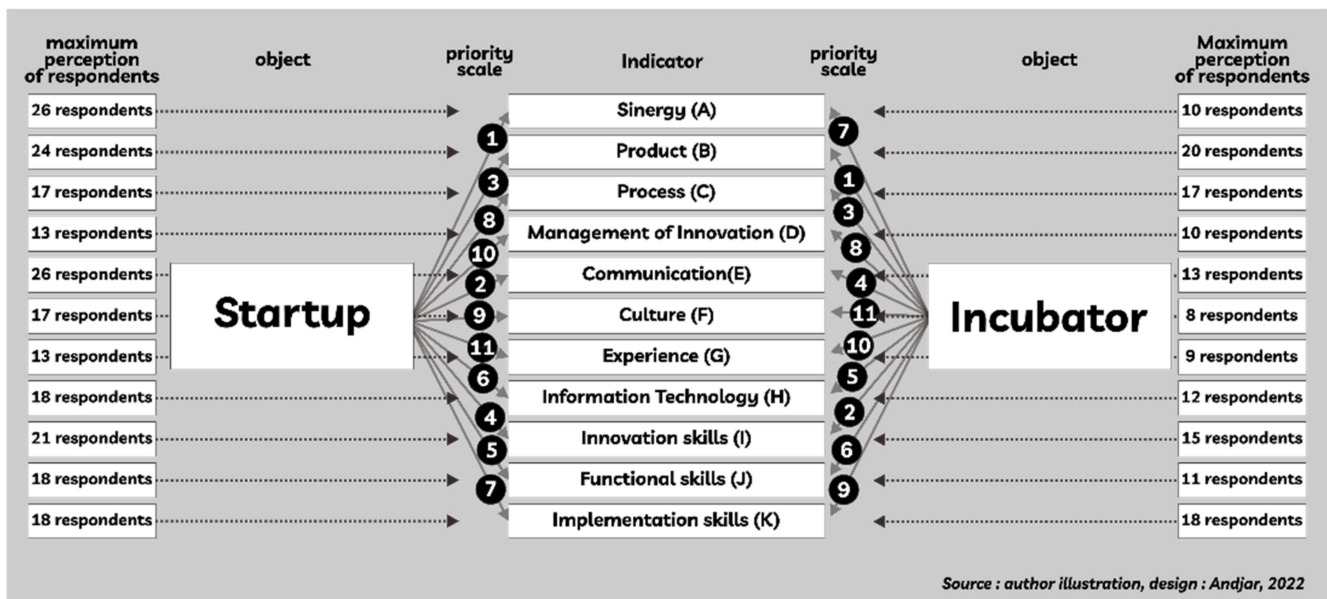 maximum
perception
of respondents
object
priority
scale
Indicator
priority
scale
object
Maximum
perception
of respondents
26 respondents
Sinergy (A)
10 respondents
1
7
24 respondents
Product (B)
20 respondents
3
1
17 respondents
Process (C)
17 respondents
8
3
13 respondents
Management of Innovation (D)
10 respondents
10
8
26 respondents
Communication(E)
13 respondents
2
4
17 respondents
Startup
9
Culture (F)
11
Incubator
8 respondents
11
10
13 respondents
Experience (G)
9 respondents
6
5
18 respondents
Information Technology (H)
12 respondents
4
2
21 respondents
Innovation skills (I)
15 respondents
5
6
18 respondents
Functional skills (J)
11 respondents
7
9
18 respondents
Implementation skills (K)
18 respondents
Source : author illustration, design : Andjar, 2022